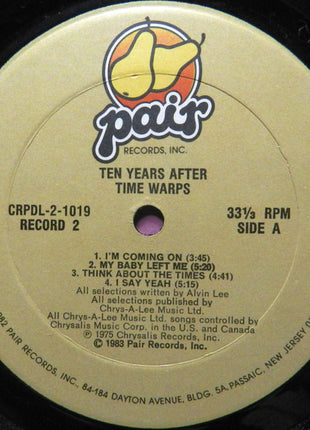 pair
RECORDS, INC.
TEN YEARS AFTER
TIME WARPS
CRPDL-2-1019
RECORD 2
33⅓ RPM
SIDE A
1. I'M COMING ON (3:45)
2. MY BABY LEFT ME (5:20)
3. THINK ABOUT THE TIMES (4:41)
4. I SAY YEAH (5:15)
All selections written by Alvin Lee
All selections published by
Chrys-A-Lee Music Ltd.
All Chrys-A-Lee Music Ltd. songs controlled by
Chrysalis Music Corp. in the U.S. and Canada
Ⓟ 1975 Chrysalis Records, Inc.
© 1983 Pair Records, Inc.
982 PAIR RECORDS, INC., 84-184 DAYTON AVENUE, BLDG. 5A, PASSAIC, NEW JERSEY